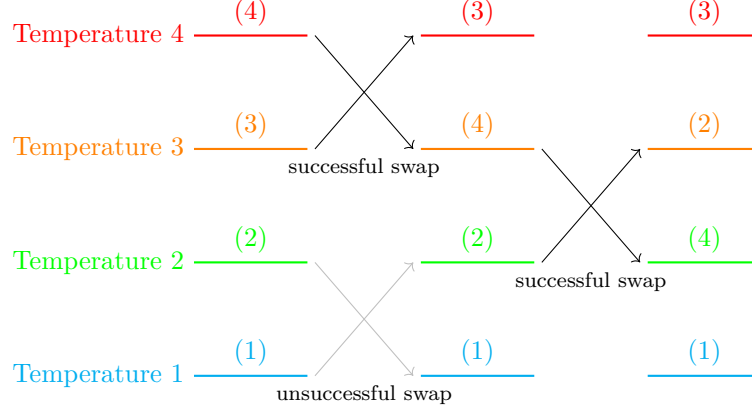 Temperature 4 (4) (3) (3)
Temperature 3 (3) (4) (2)
successful swap
Temperature 2 (2) (2) (4)
successful swap
Temperature 1 (1) (1) (1)
unsuccessful swap